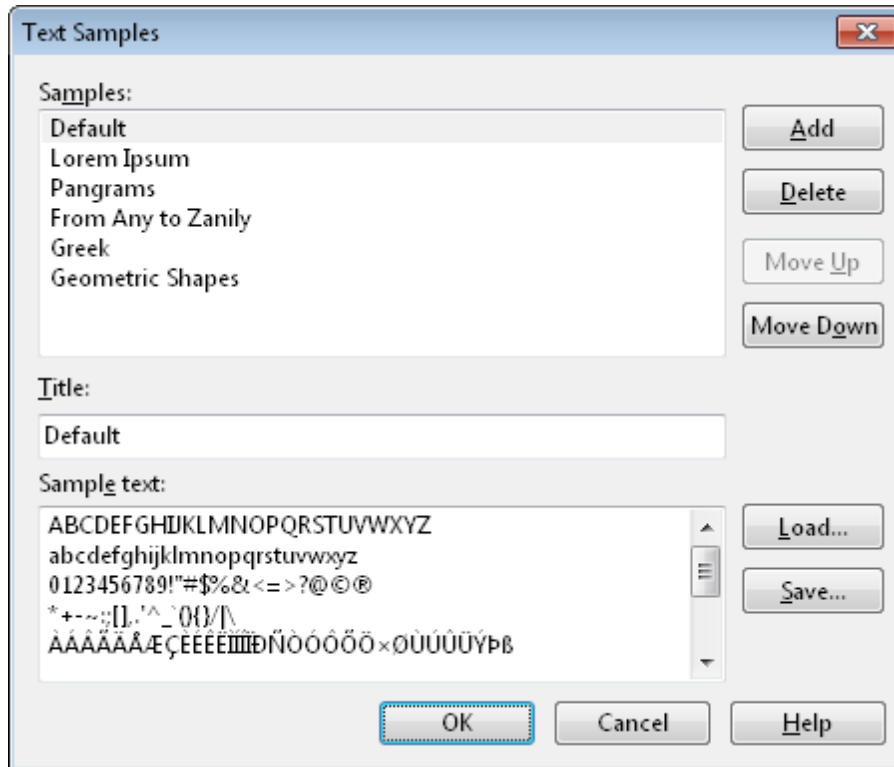 Text Samples
Samples:
Default
Lorem Ipsum
Pangrams
From Any to Zanily
Greek
Geometric Shapes
Add
Delete
Move Up
Move Down
Title:
Default
Sample text:
ABCDEFGHIJKLMNOPQRSTUVWXYZ
abcdefghijklmnopqrstuvwxyz
0123456789!"#$%&<=>?@©®
*+-~:;[],.'^_`(){}/|\
ÀÁÂÃÄÅÆÇÈÉÊËÌÍÎÏÐÑÒÓÔÕÖ×ØÙÚÛÜÝÞß
Load...
Save...
OK
Cancel
Help